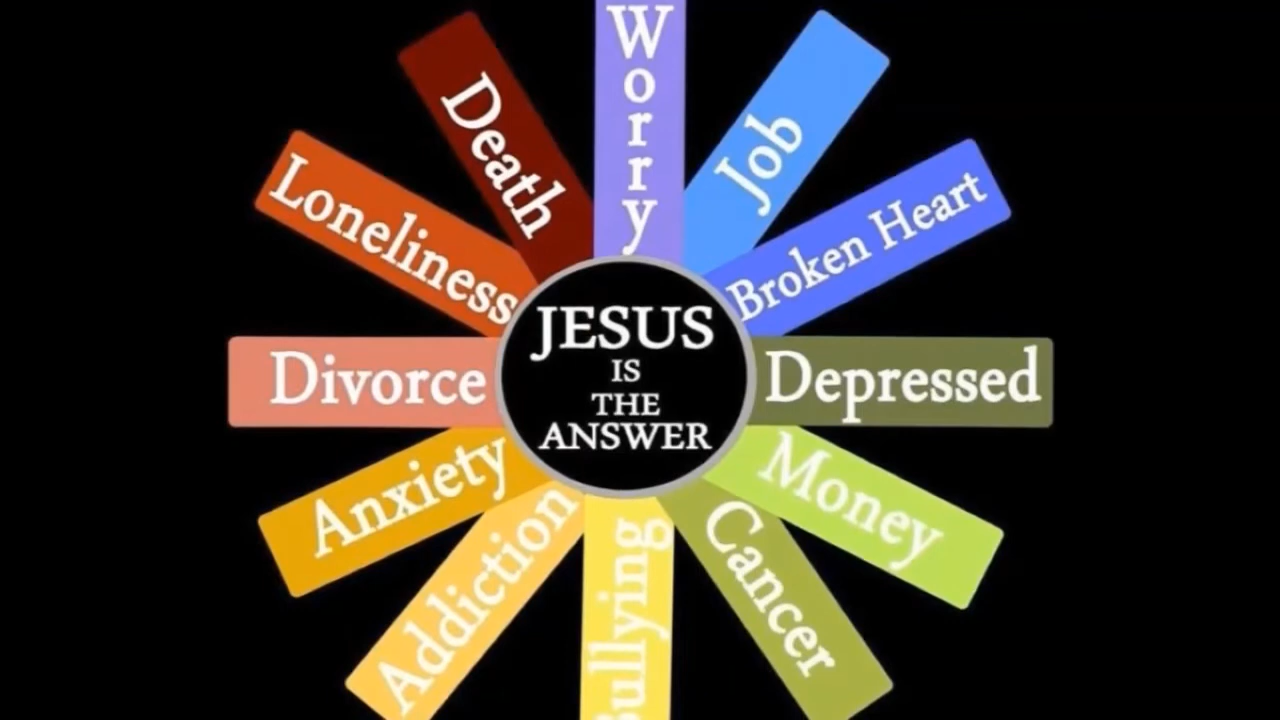 Worry
Job
Broken Heart
Depressed
Money
Cancer
Bullying
Addiction
Anxiety
Divorce
Loneliness
Death
JESUS
IS
THE
ANSWER